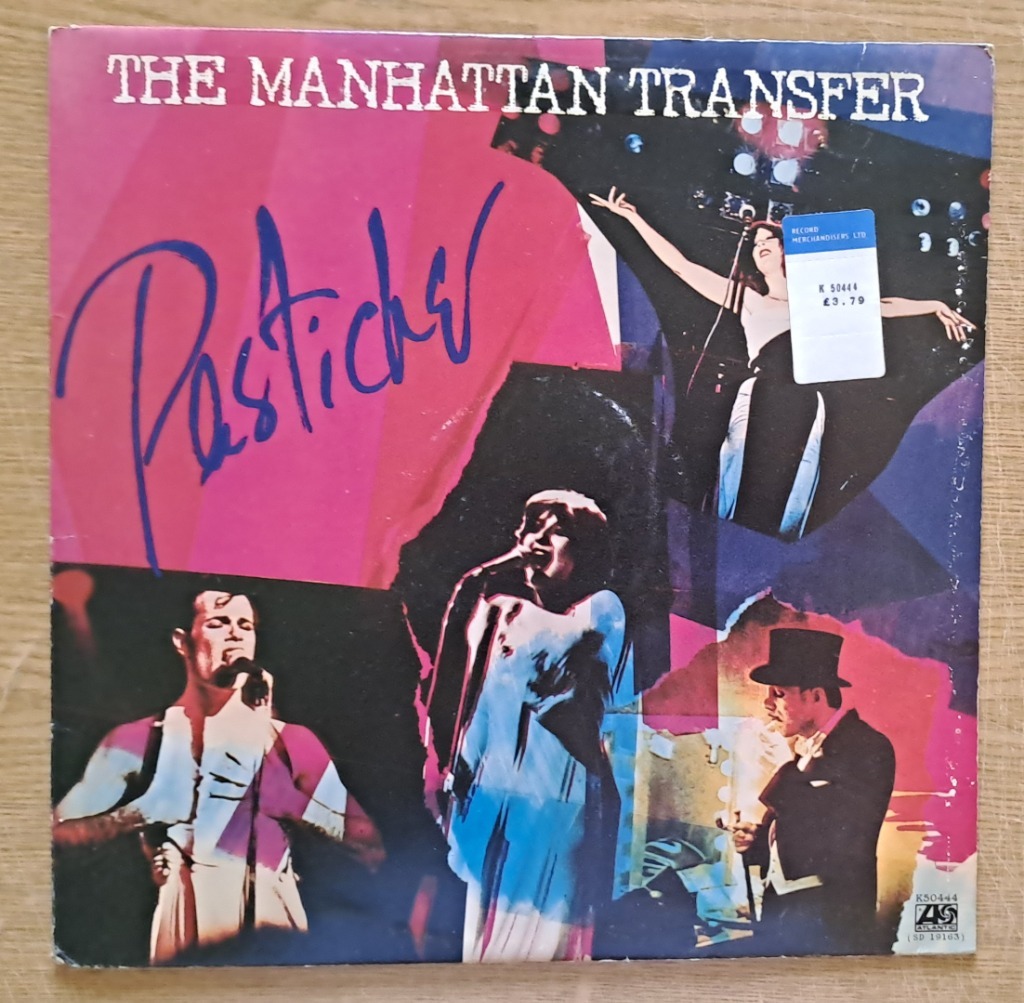 THE MANHATTAN TRANSFER
Pastiche
RECORD
MERCHANDISERS LTD
K 50444
£3.79
K50444
ATLANTIC
(SD 19163)